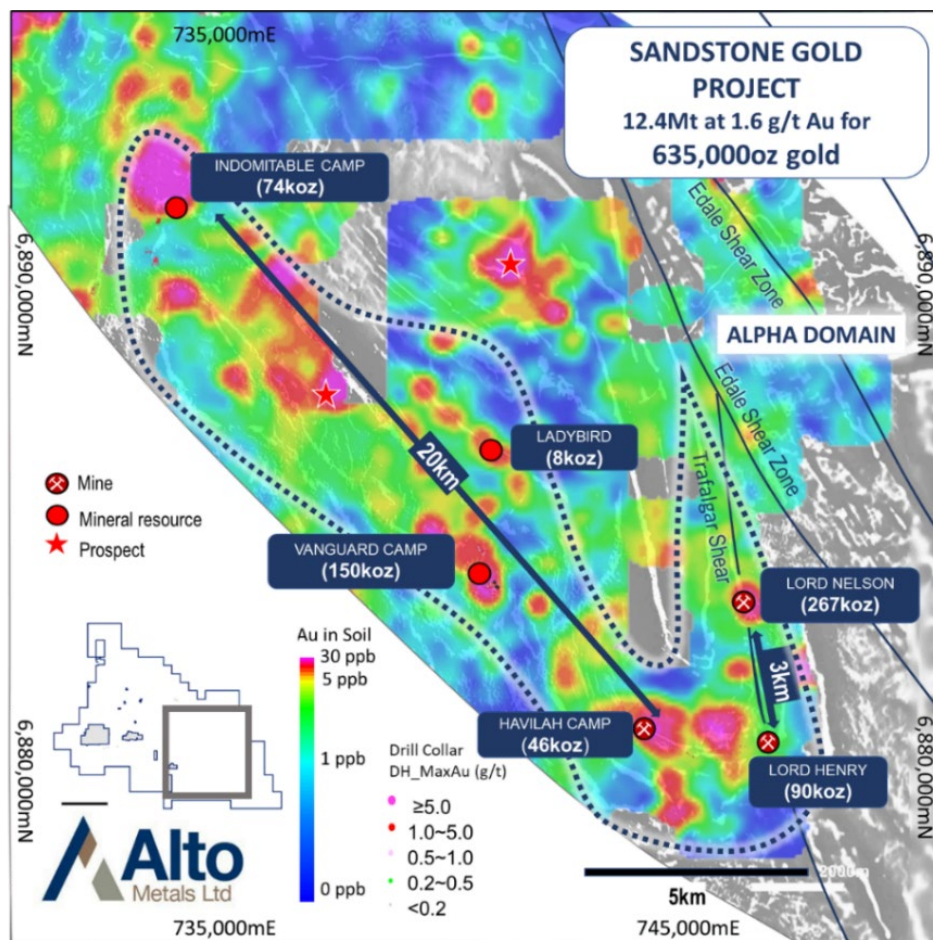 735,000mE
SANDSTONE GOLD
PROJECT
12.4Mt at 1.6 g/t Au for
635,000oz gold
INDOMITABLE CAMP
(74koz)
6,890,000mN
6,890,000mN
Edale Shear Zone
ALPHA DOMAIN
Edale Shear Zone
LADYBIRD
(8koz)
20km
Trafalgar Shear
Mine
Mineral resource
Prospect
VANGUARD CAMP
(150koz)
LORD NELSON
(267koz)
Au in Soil
30 ppb
5 ppb
1 ppb
0 ppb
3km
HAVILAH CAMP
(46koz)
6,880,000mN
6,880,000mN
Drill Collar
DH_MaxAu (g/t)
≥5.0
1.0~5.0
0.5~1.0
0.2~0.5
<0.2
LORD HENRY
(90koz)
Alto
Metals Ltd
5km
735,000mE
745,000mE